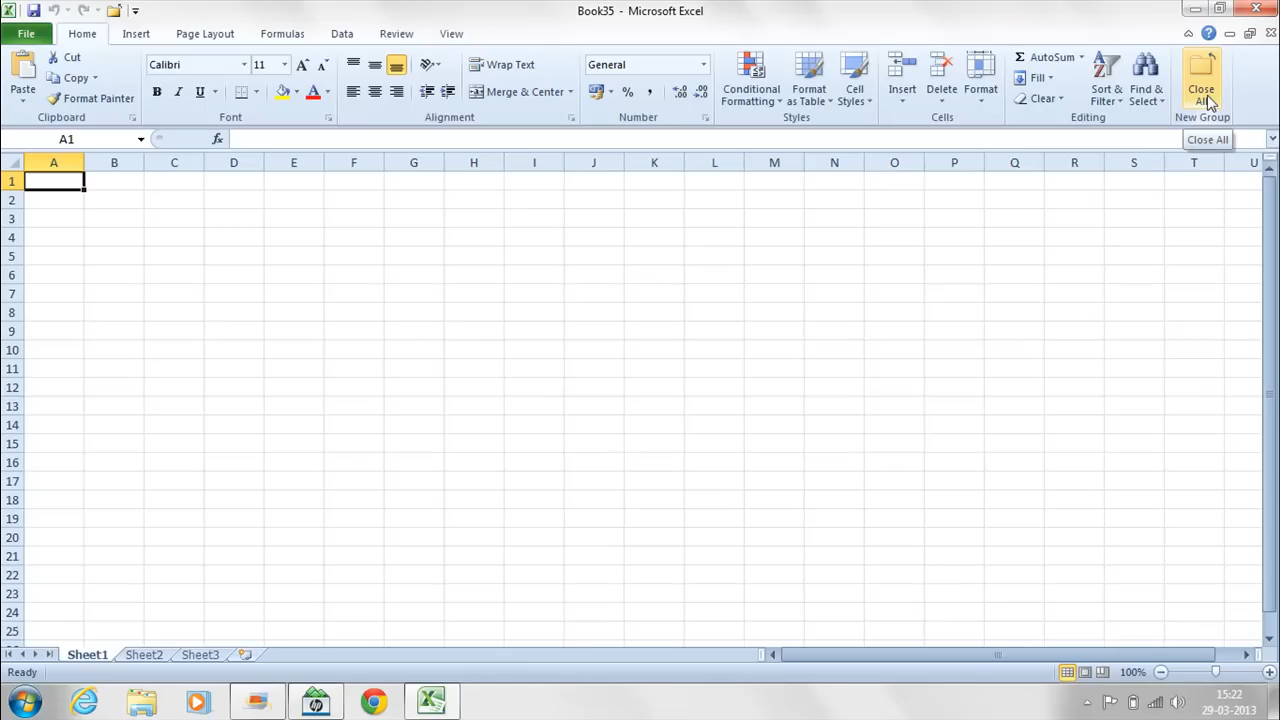 Book35 - Microsoft Excel
File Home Insert Page Layout Formulas Data Review View
Paste
Cut
Copy
Format Painter
Clipboard
Calibri 11
B I U
A A
A
Font
Wrap Text
Merge & Center
Alignment
General
% ,
Number
Conditional Formatting
Format as Table
Cell Styles
Styles
Insert
Delete
Format
Cells
Σ AutoSum
Fill
Clear
Sort & Filter
Find & Select
Editing
Close All
New Group
A1 fx
Close All
A B C D E F G H I J K L M N O P Q R S T U
1
2
3
4
5
6
7
8
9
10
11
12
13
14
15
16
17
18
19
20
21
22
23
24
25
Sheet1 Sheet2 Sheet3
Ready 100%
hp
15:22
29-03-2013